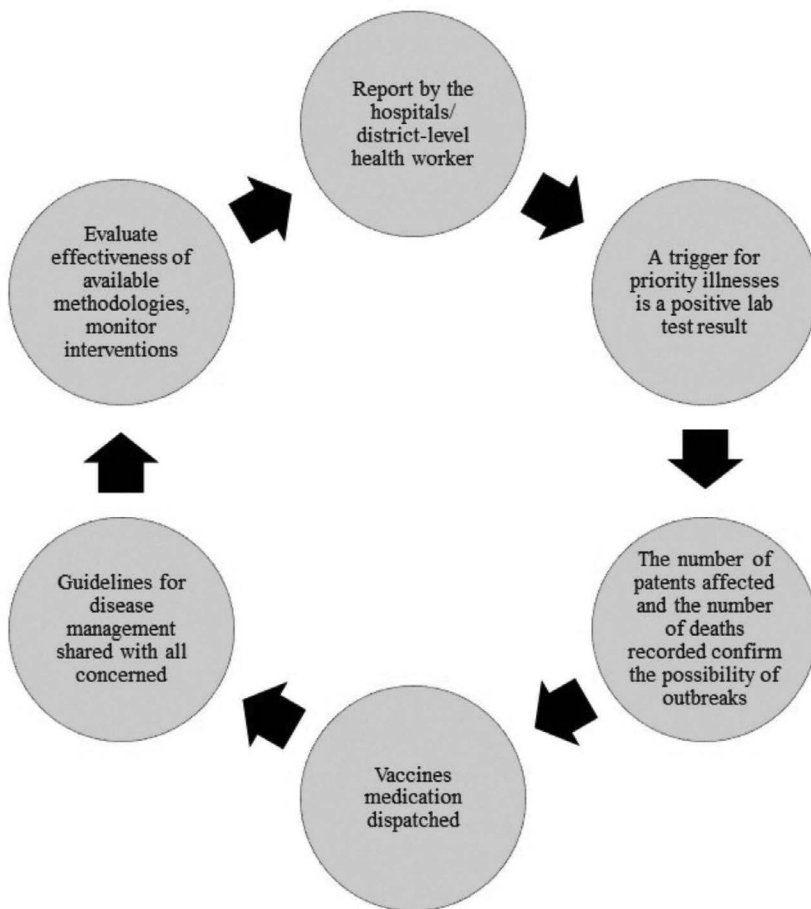 Report by the
hospitals/
district-level
health worker
A trigger for
priority illnesses
is a positive lab
test result
The number of
patents affected
and the number
of deaths
recorded confirm
the possibility of
outbreaks
Vaccines
medication
dispatched
Guidelines for
disease
management
shared with all
concerned
Evaluate
effectiveness of
available
methodologies,
monitor
interventions